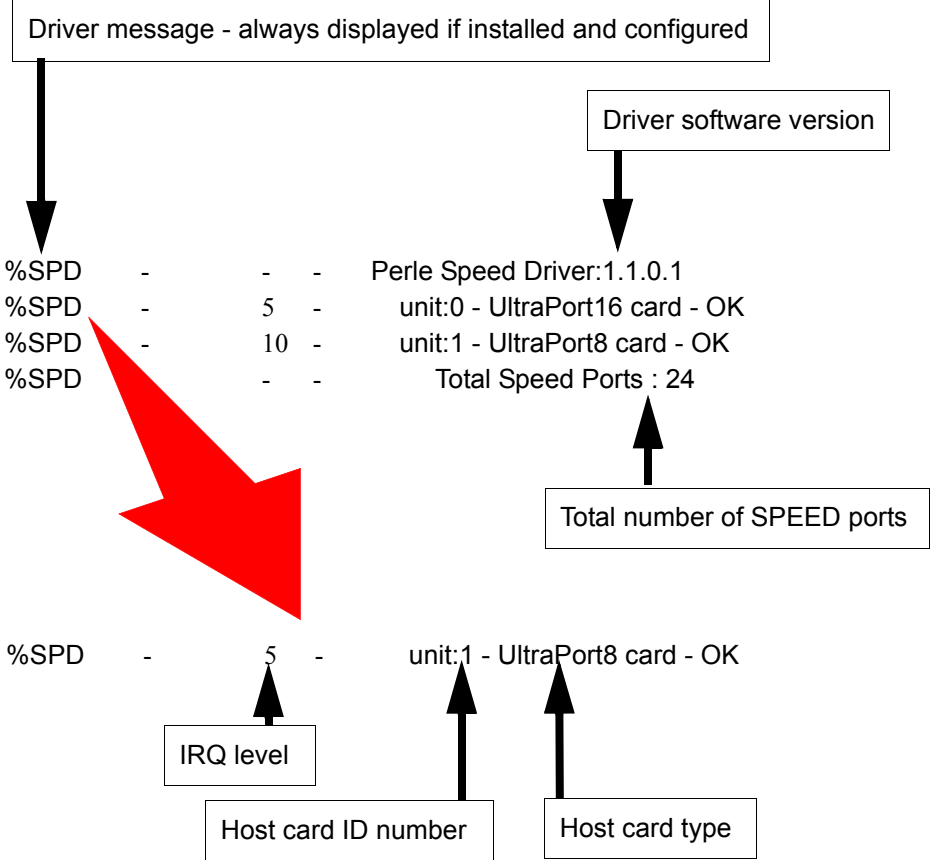 Driver message - always displayed if installed and configured
Driver software version
%SPD - - - Perle Speed Driver:1.1.0.1
%SPD - 5 - unit:0 - UltraPort16 card - OK
%SPD - 10 - unit:1 - UltraPort8 card - OK
%SPD - - Total Speed Ports : 24
Total number of SPEED ports
%SPD - 5 - unit:1 - UltraPort8 card - OK
IRQ level
Host card ID number
Host card type